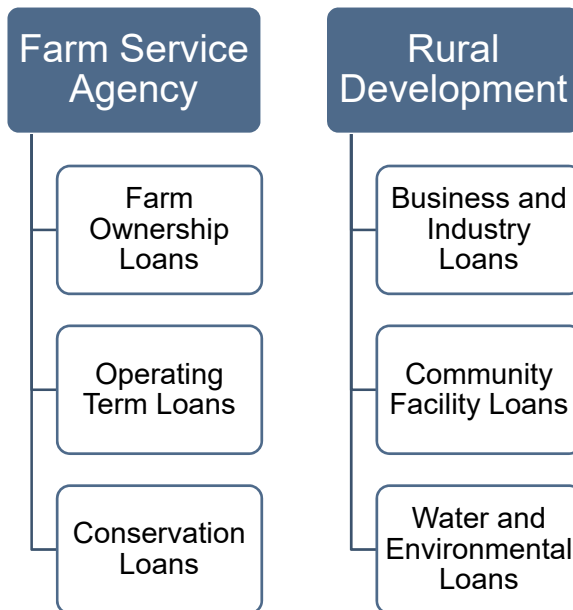 Farm Service
Agency
Farm
Ownership
Loans
Operating
Term Loans
Conservation
Loans
Rural
Development
Business and
Industry
Loans
Community
Facility Loans
Water and
Environmental
Loans